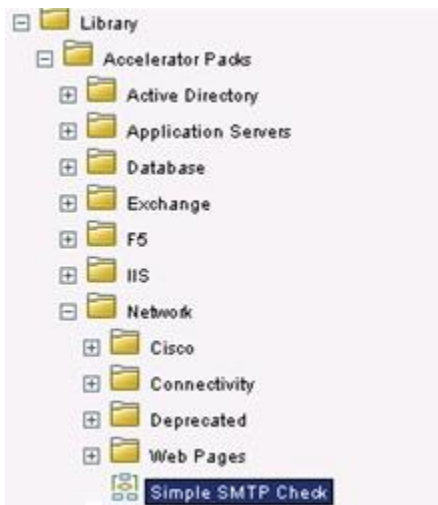 Library
Accelerator Packs
Active Directory
Application Servers
Database
Exchange
F5
IIS
Network
Cisco
Connectivity
Deprecated
Web Pages
Simple SMTP Check